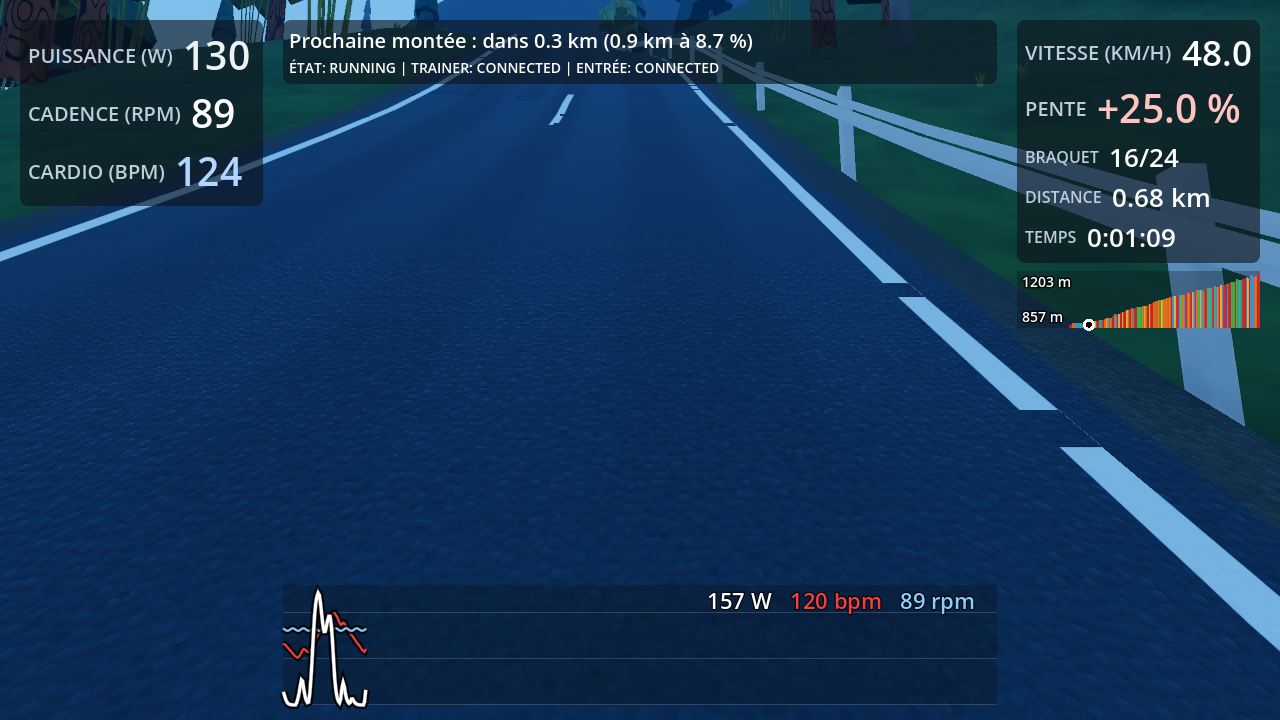 PUISSANCE (W) 130
CADENCE (RPM) 89
CARDIO (BPM) 124
Prochaine montée : dans 0.3 km (0.9 km à 8.7 %)
ÉTAT: RUNNING | TRAINER: CONNECTED | ENTRÉE: CONNECTED
VITESSE (KM/H) 48.0
PENTE +25.0 %
BRAQUET 16/24
DISTANCE 0.68 km
TEMPS 0:01:09
1203 m
857 m
157 W 120 bpm 89 rpm